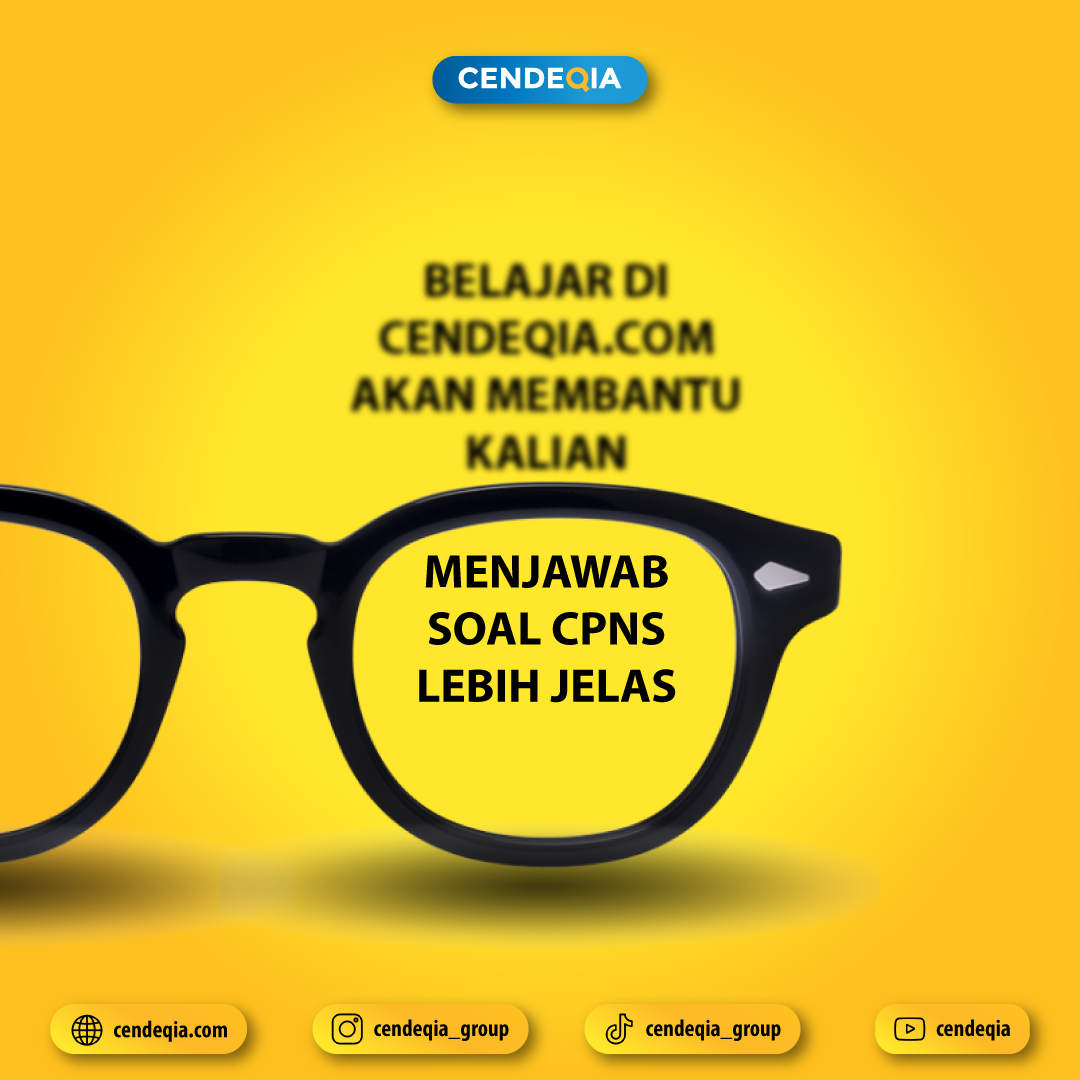 CENDEQIA
BELAJAR DI
CENDEQIA.COM
AKAN MEMBANTU
KALIAN
MENJAWAB
SOAL CPNS
LEBIH JELAS
cendeqia.com
cendeqia_group
cendeqia_group
cendeqia